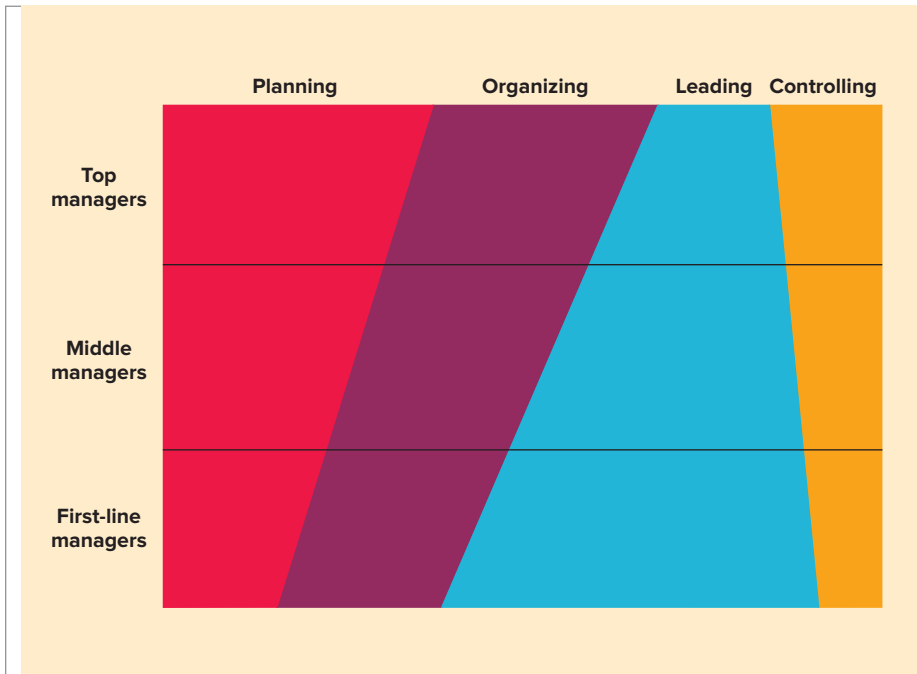 Planning Organizing Leading Controlling
Top
managers
Middle
managers
First-line
managers